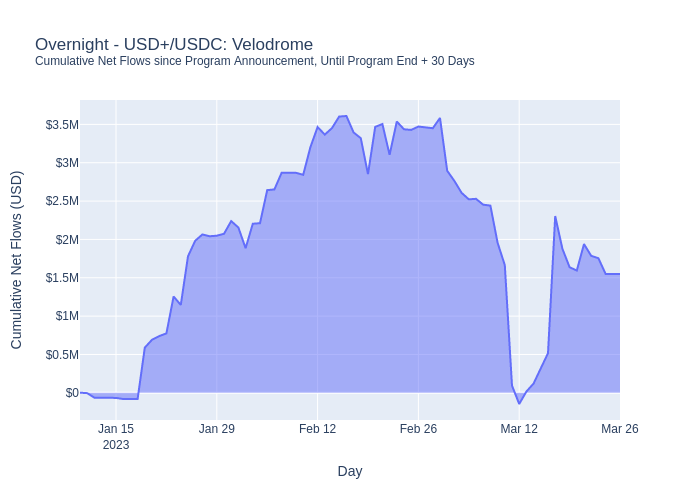 Overnight - USD+/USDC: Velodrome
Cumulative Net Flows since Program Announcement, Until Program End + 30 Days
Cumulative Net Flows (USD)
$3.5M
$3M
$2.5M
$2M
$1.5M
$1M
$0.5M
$0
Jan 15
2023
Jan 29
Feb 12
Feb 26
Mar 12
Mar 26
Day